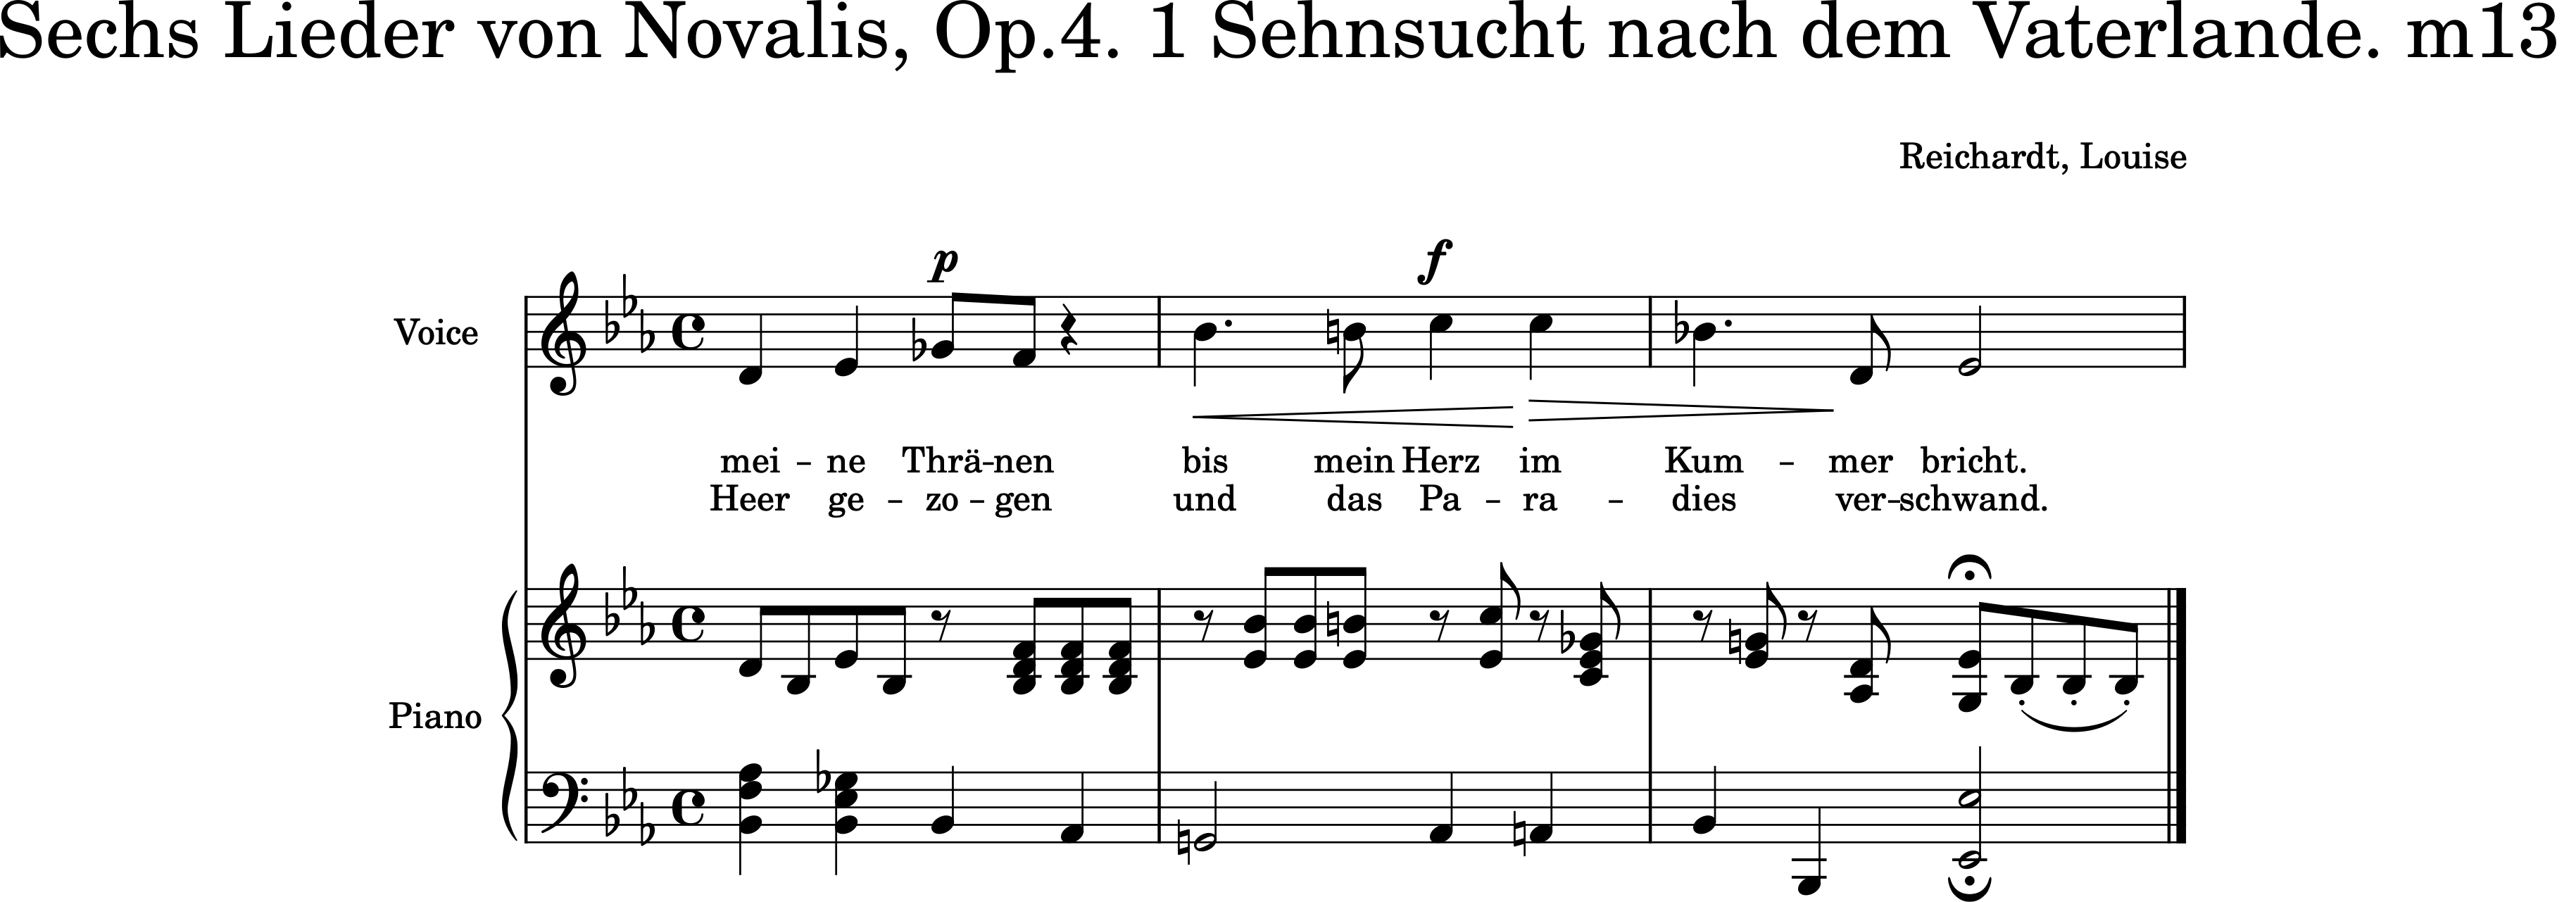 Sechs Lieder von Novalis, Op.4. 1 Sehnsucht nach dem Vaterlande. m13
Reichardt, Louise
p f
Voice
mei - ne Thrä-nen bis mein Herz im Kum - mer bricht.
Heer ge - zo - gen und das Pa - ra - dies ver-schwand.
Piano